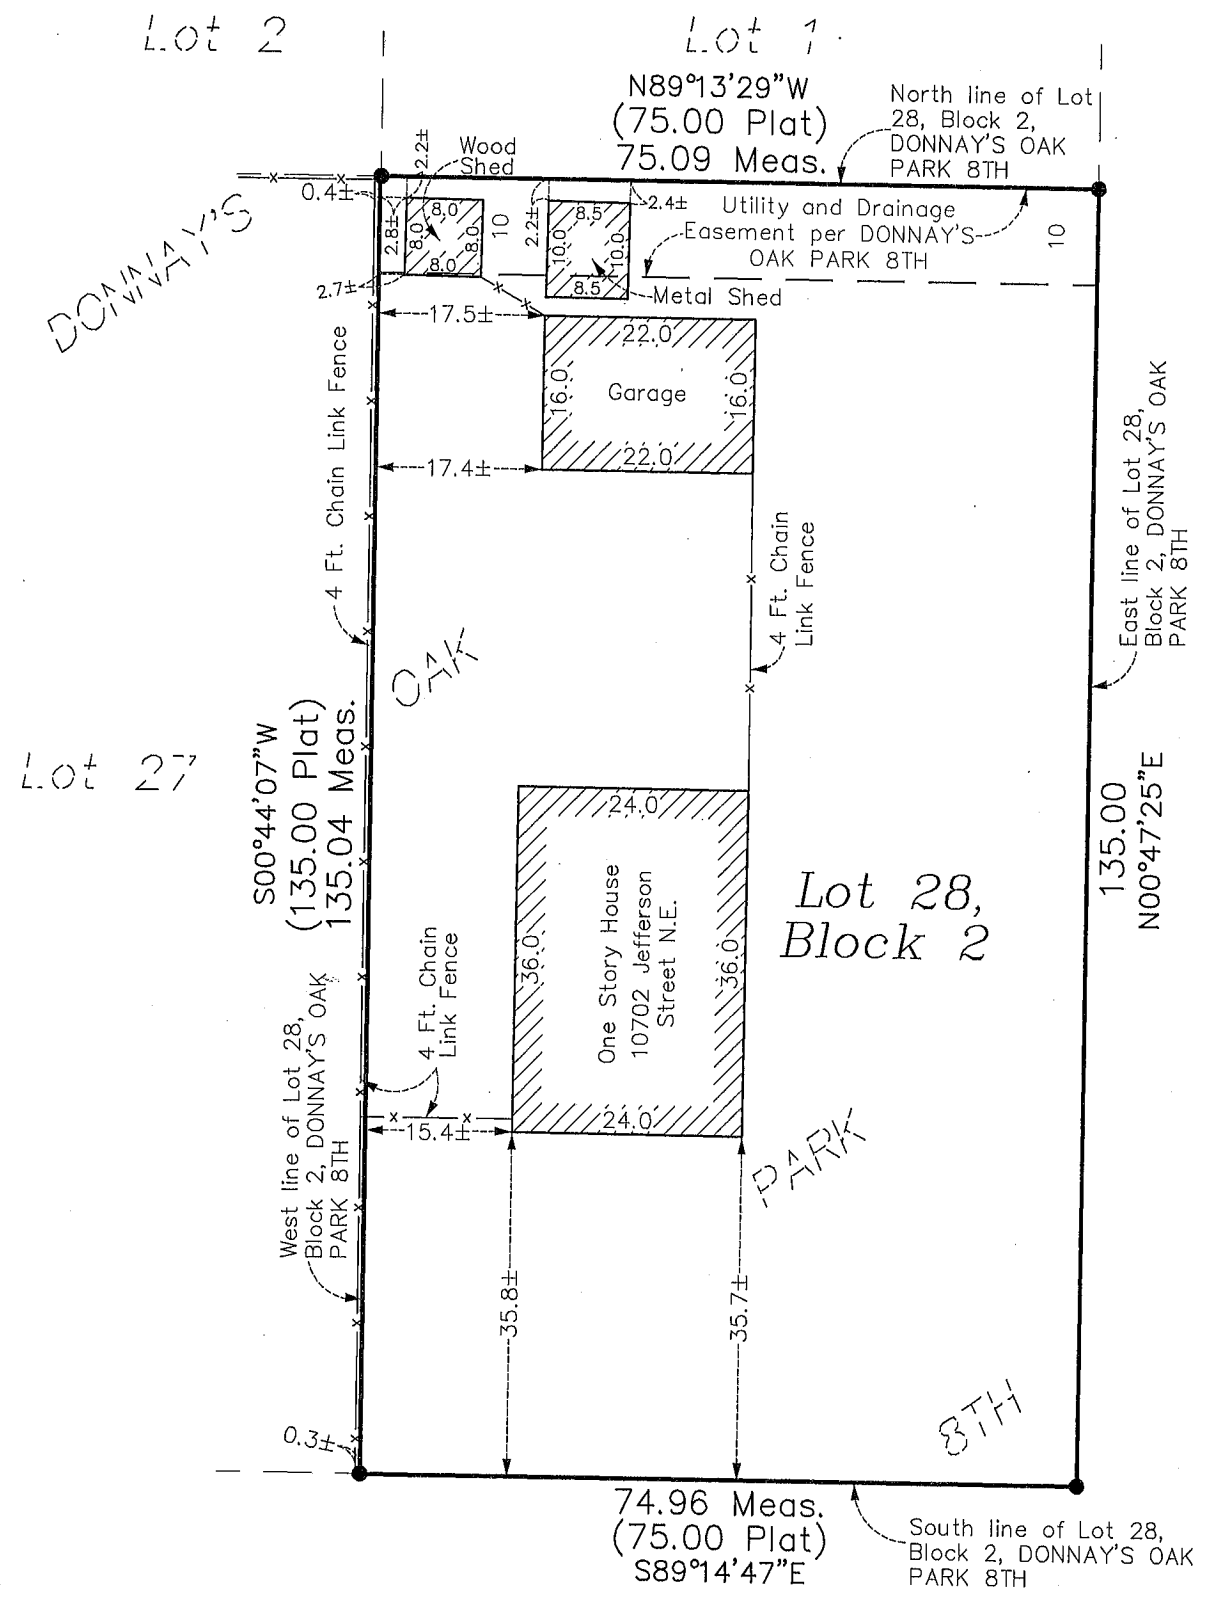 Lot 2
Lot 1
N89°13'29"W
(75.00 Plat)
75.09 Meas.
North line of Lot
28, Block 2,
DONNAY'S OAK
PARK 8TH
2.2±
Wood
Shed
0.4±
DONNAY'S
2.8±
8.0
8.0
8.0
8.0
10
2.2±
8.5
10.0
10.0
8.5
2.4±
Utility and Drainage
Easement per DONNAY'S
OAK PARK 8TH
10
2.7±
Metal Shed
17.5±
22.0
16.0
Garage
16.0
22.0
17.4±
4 Ft. Chain Link Fence
4 Ft. Chain
Link Fence
East line of Lot 28,
Block 2, DONNAY'S OAK
PARK 8TH
OAK
Lot 27
S00°44'07"W
(135.00 Plat)
135.04 Meas.
135.00
N00°47'25"E
24.0
36.0
One Story House
10702 Jefferson
Street N.E.
36.0
24.0
Lot 28,
Block 2
4 Ft. Chain
Link Fence
15.4±
West line of Lot 28,
Block 2, DONNAY'S OAK
PARK 8TH
PARK
35.8±
35.7±
8TH
0.3±
74.96 Meas.
(75.00 Plat)
S89°14'47"E
South line of Lot 28,
Block 2, DONNAY'S OAK
PARK 8TH